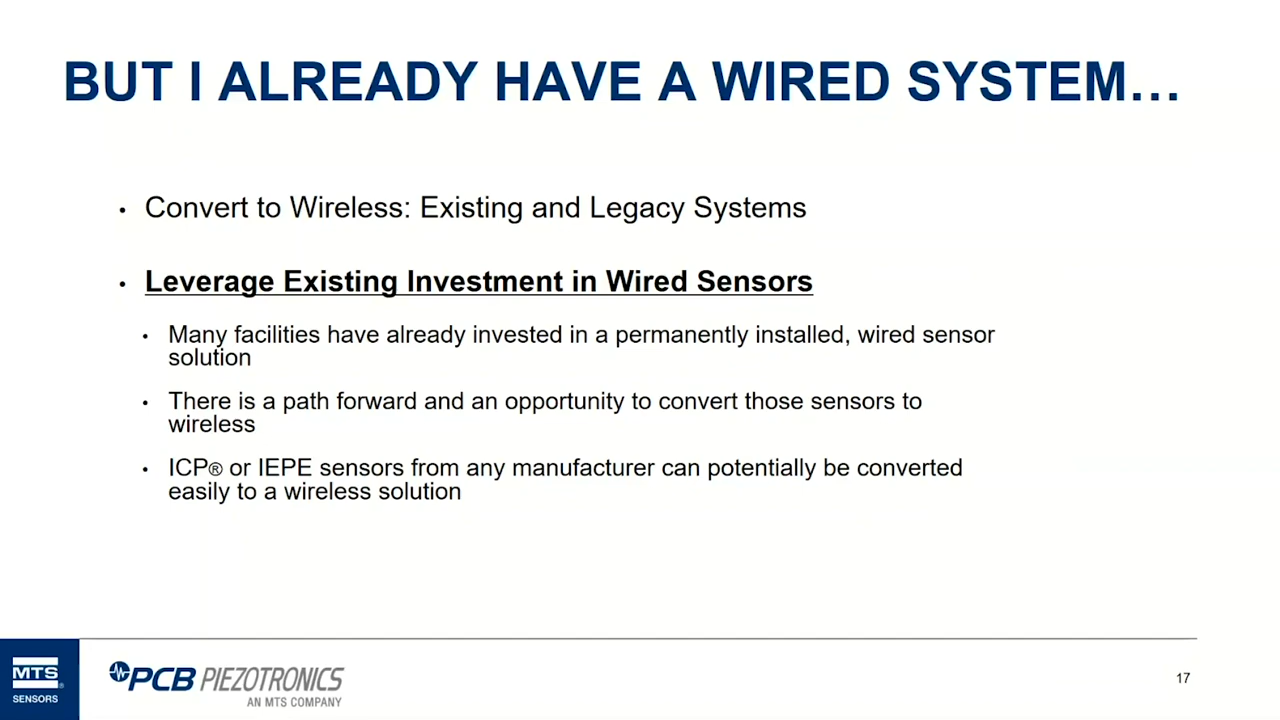 BUT I ALREADY HAVE A WIRED SYSTEM…
• Convert to Wireless: Existing and Legacy Systems
• Leverage Existing Investment in Wired Sensors
• Many facilities have already invested in a permanently installed, wired sensor
solution
• There is a path forward and an opportunity to convert those sensors to
wireless
• ICP® or IEPE sensors from any manufacturer can potentially be converted
easily to a wireless solution
MTS®
SENSORS
PCB PIEZOTRONICS
AN MTS COMPANY
17